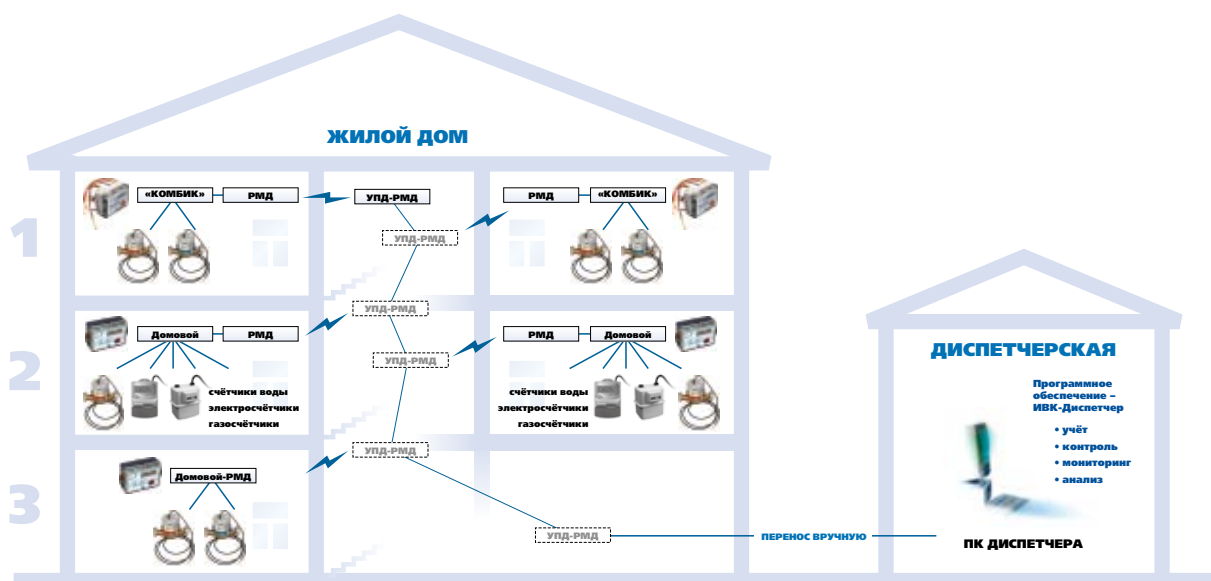 ЖИЛОЙ ДОМ
1
«КОМБИК»
РМД
УПД-РМД
РМД
«КОМБИК»
УПД-РМД
УПД-РМД
2
Домовой
РМД
РМД
Домовой
УПД-РМД
счётчики воды
электросчётчики
газосчётчики
счётчики воды
электросчётчики
газосчётчики
УПД-РМД
3
Домовой-РМД
УПД-РМД
ПЕРЕНОС ВРУЧНУЮ
ДИСПЕТЧЕРСКАЯ
Программное
обеспечение –
ИВК-Диспетчер
• учёт
• контроль
• мониторинг
• анализ
ПК ДИСПЕТЧЕРА